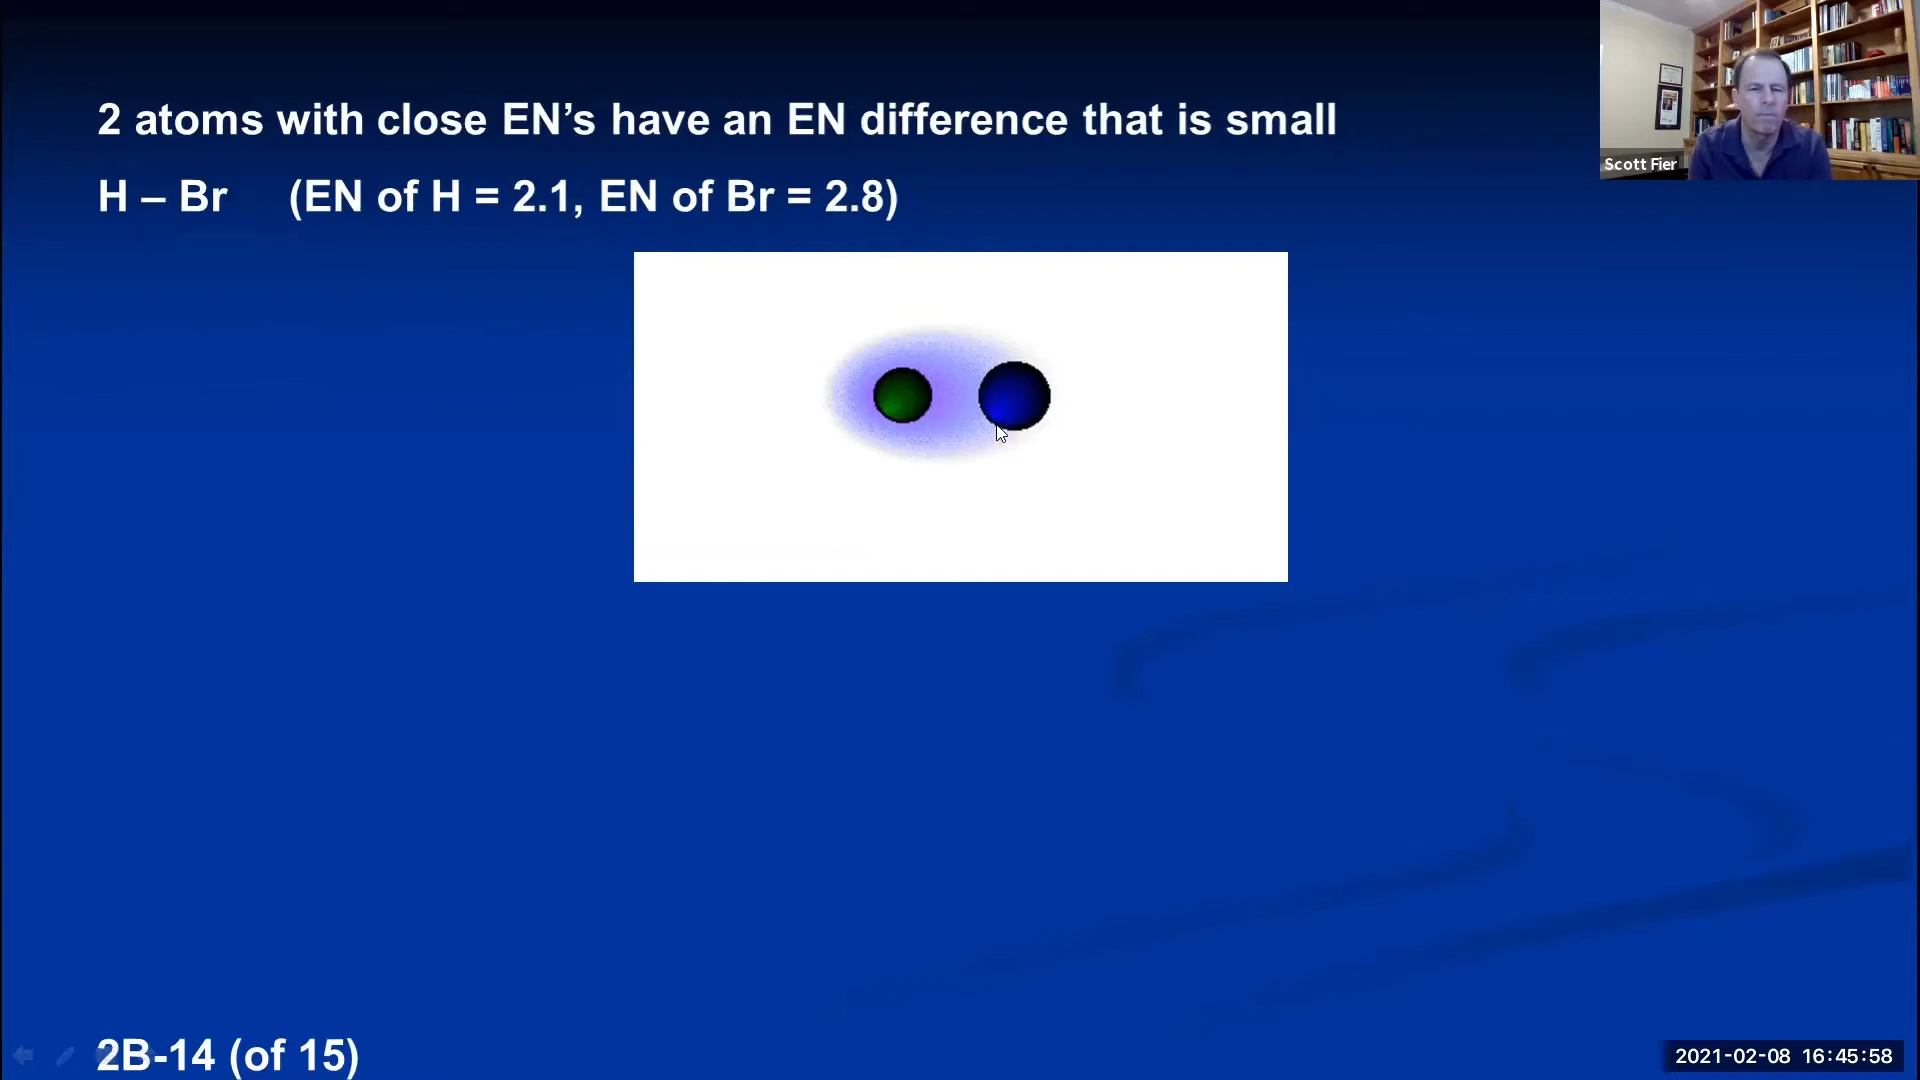 2 atoms with close EN’s have an EN difference that is small
H – Br (EN of H = 2.1, EN of Br = 2.8)
Scott Fier
2B-14 (of 15)
2021-02-08 16:45:58